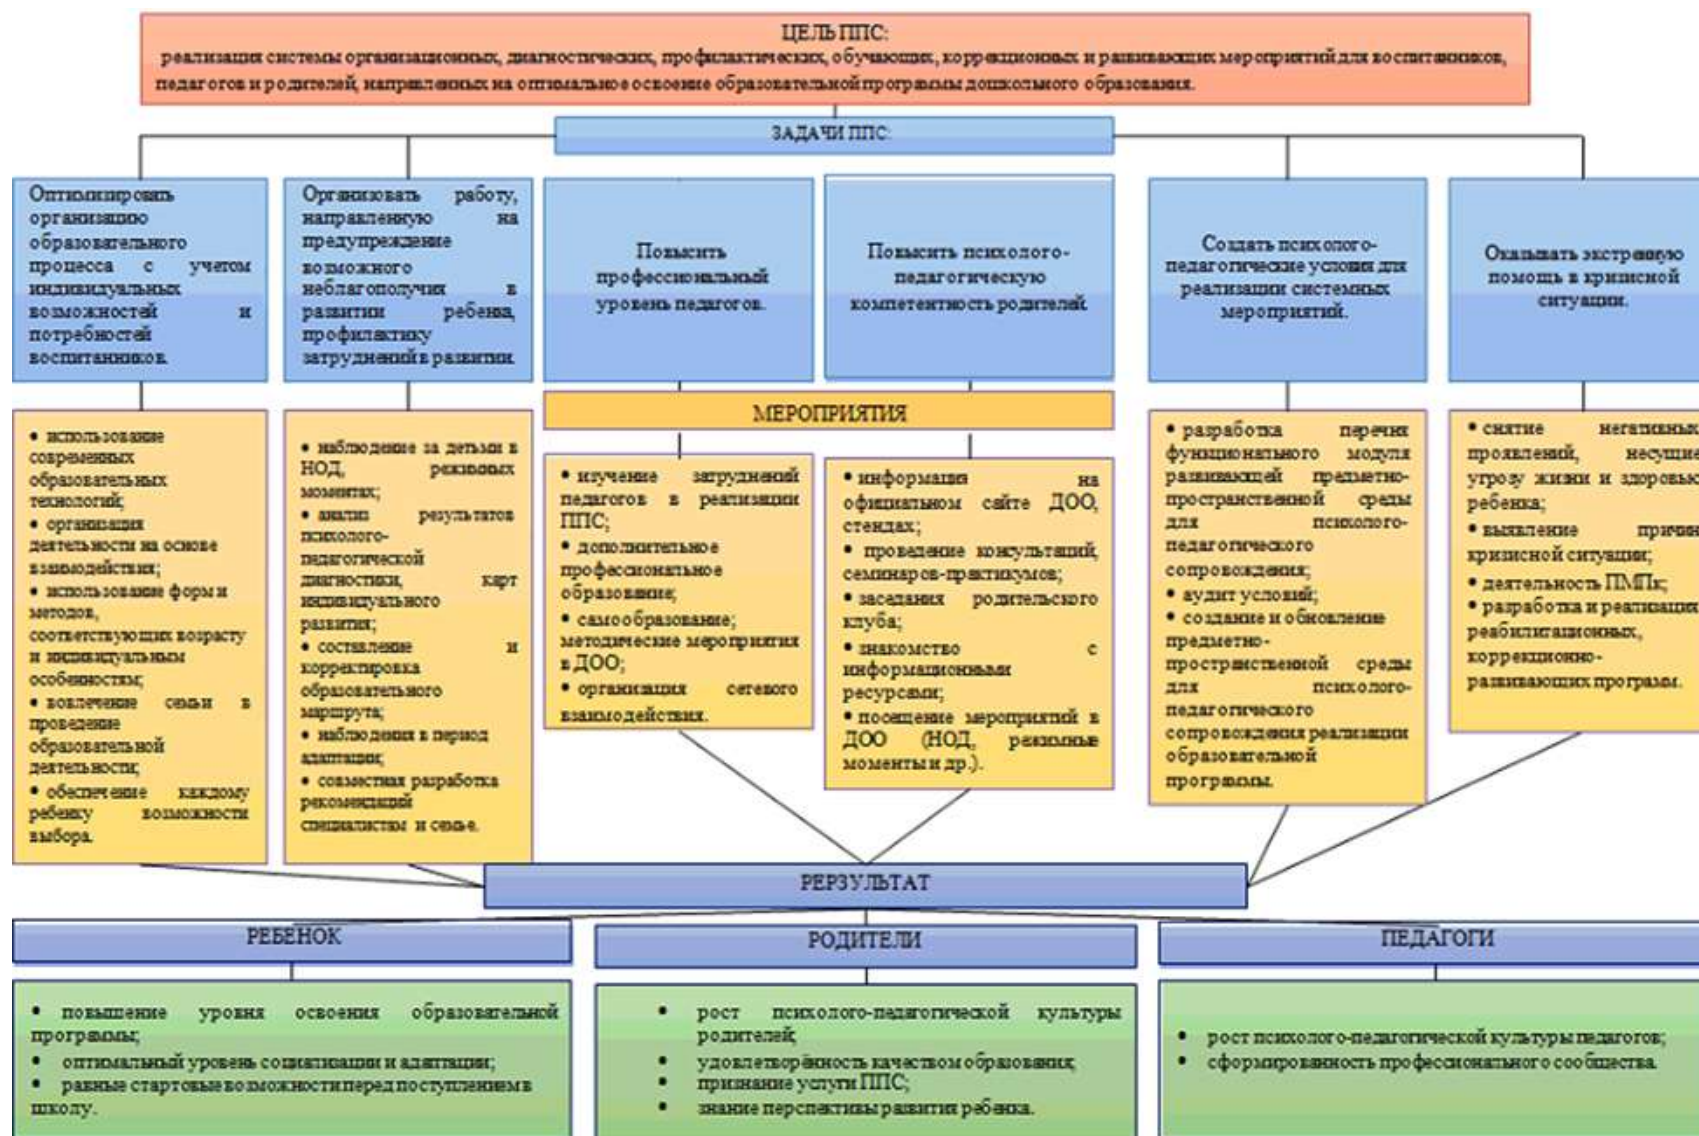 ЦЕЛЬ ППС:
реализация системы организационных, диагностических, профилактических, обучающих, коррекционных и развивающих мероприятий для воспитанников,
педагогов и родителей, направленных на оптимальное освоение образовательной программы дошкольного образования.
ЗАДАЧИ ППС:
Оптимизировать
организацию
образовательного
процесса с учетом
индивидуальных
возможностей и
потребностей
воспитанников.
Организовать работу,
направленную на
предупреждение
возможного
неблагополучия в
развитии ребенка,
профилактику
затруднений в развитии.
Повысить
профессиональный
уровень педагогов.
Повысить психолого-
педагогическую
компетентность родителей.
Создать психолого-
педагогические условия для
реализации системных
мероприятий.
Оказывать экстренную
помощь в кризисной
ситуации.
МЕРОПРИЯТИЯ
• использование
современных
образовательных
технологий;
• организация
деятельности на основе
взаимодействия;
• использование форм и
методов,
соответствующих возрасту
и индивидуальным
особенностям;
• вовлечение семьи в
проведение
образовательной
деятельности;
• обеспечение каждому
ребенку возможности
выбора.
• наблюдение за детьми в
НОД, режимных
моментах;
• анализ результатов
психолого-
педагогической
диагностики, карт
индивидуального
развития;
• составление и
корректировка
образовательного
маршрута;
• наблюдения в период
адаптации;
• совместная разработка
рекомендаций
специалистам и семье.
• изучение затруднений
педагогов в реализации
ППС;
• дополнительное
профессиональное
образование;
• самообразование;
методические мероприятия
в ДОО;
• организация сетевого
взаимодействия.
• информация на
официальном сайте ДОО,
стендах;
• проведение консультаций,
семинаров-практикумов;
• заседания родительского
клуба;
• знакомство с
информационными
ресурсами;
• посещение мероприятий в
ДОО (НОД, режимные
моменты и др.).
• разработка перечня
функционального модуля
развивающей предметно-
пространственной среды
для психолого-
педагогического
сопровождения;
• аудит условий;
• создание и обновление
предметно-
пространственной среды
для психолого-
педагогического
сопровождения реализации
образовательной
программы.
• снятие негативных
проявлений, несущие
угрозу жизни и здоровью
ребенка;
• выявление причин
кризисной ситуации;
• деятельность ПМПк;
• разработка и реализация
реабилитационных,
коррекционно-
развивающих программ.
РЕРЗУЛЬТАТ
РЕБЕНОК
РОДИТЕЛИ
ПЕДАГОГИ
• повышение уровня освоения образовательной
программы;
• оптимальный уровень социализации и адаптации;
• равные стартовые возможности перед поступлением в
школу.
• рост психолого-педагогической культуры
родителей;
• удовлетворённость качеством образования;
• признание услуги ППС;
• знание перспективы развития ребенка.
• рост психолого-педагогической культуры педагогов;
• сформированность профессионального сообщества.